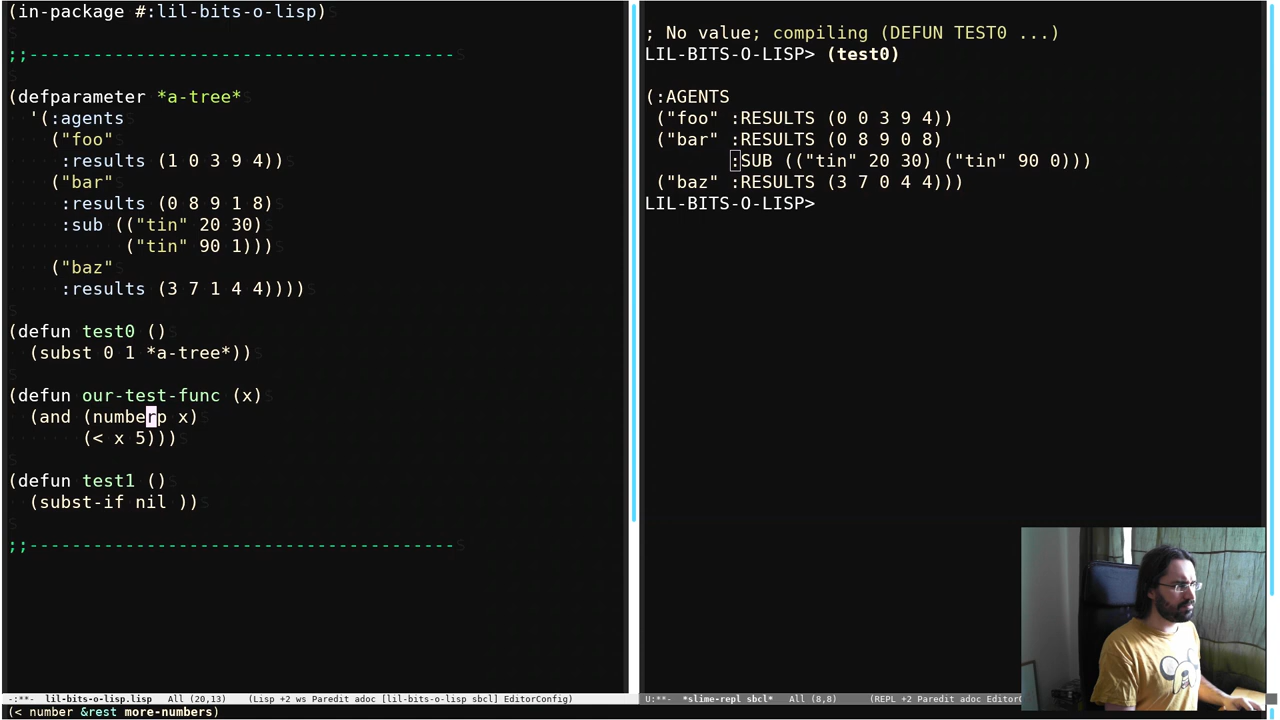 (in-package #:lil-bits-o-lisp)
;;----------------------------------------
(defparameter *a-tree*
'(:agents
("foo"
:results (1 0 3 9 4))
("bar"
:results (0 8 9 1 8)
:sub (("tin" 20 30)
("tin" 90 1)))
("baz"
:results (3 7 1 4 4))))
(defun test0 ()
(subst 0 1 *a-tree*))
(defun our-test-func (x)
(and (numberp x)
(< x 5)))
(defun test1 ()
(subst-if nil ))
;;----------------------------------------
-:**- lil-bits-o-lisp.lisp All (20,13) (Lisp +2 ws Paredit adoc [lil-bits-o-lisp sbcl] EditorConfig)
(< number &rest more-numbers)
; No value; compiling (DEFUN TEST0 ...)
LIL-BITS-O-LISP> (test0)
(:AGENTS
("foo" :RESULTS (0 0 3 9 4))
("bar" :RESULTS (0 8 9 0 8)
:SUB (("tin" 20 30) ("tin" 90 0)))
("baz" :RESULTS (3 7 0 4 4)))
LIL-BITS-O-LISP>
U:**- *slime-repl sbcl* All (8,8) (REPL +2 Paredit adoc [